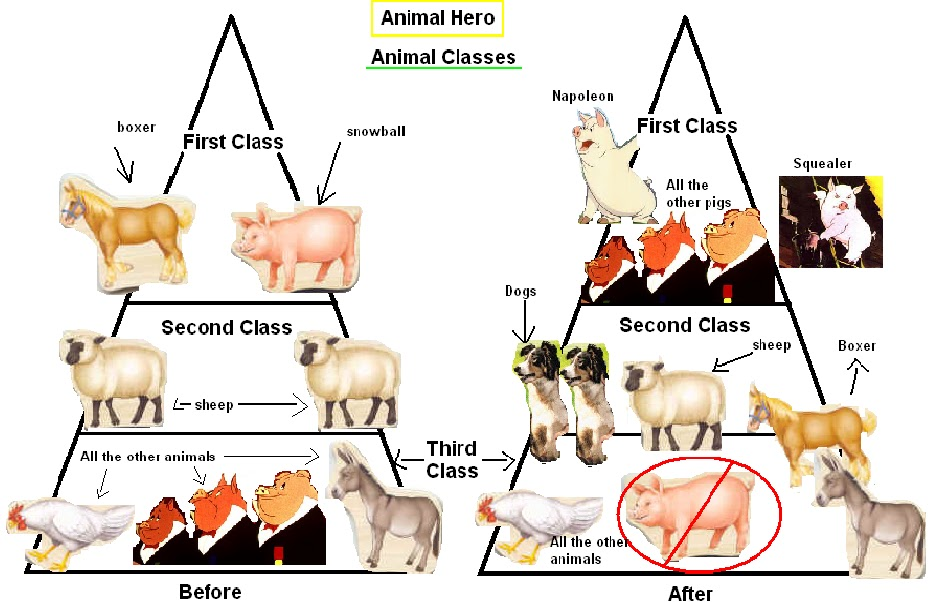 Animal Hero
Animal Classes
boxer
First Class
snowball
Second Class
sheep
All the other animals
Before
Third
Class
Napoleon
First Class
Squealer
All the
other pigs
Dogs
Second Class
sheep
Boxer
All the other
animals
After